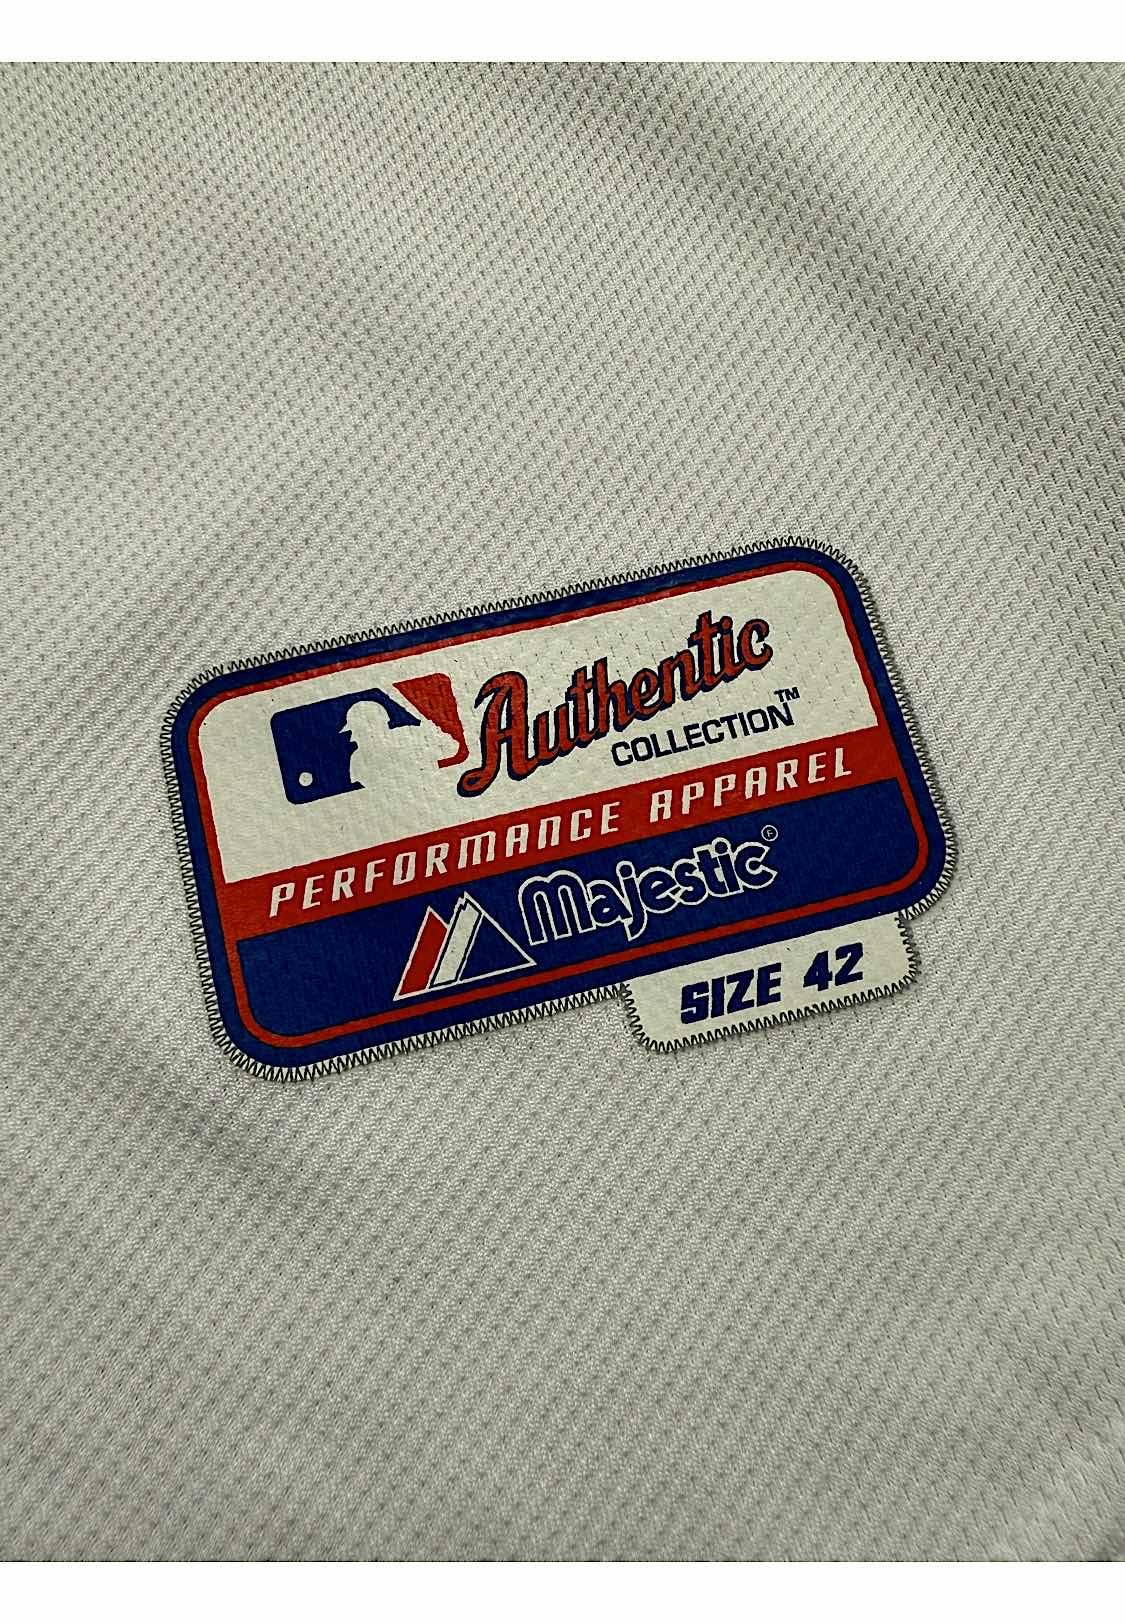 Authentic
COLLECTION™
PERFORMANCE APPAREL
Majestic
SIZE 42